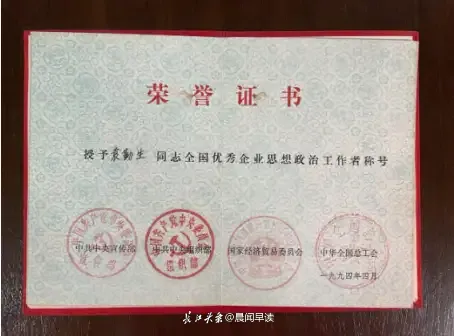 荣誉证书
授予袁勤生 同志全国优秀企业思想政治工作者称号
中共中央宣传部 中共中央组织部 国家经济贸易委员会 中华全国总工会
一九九四年四月
长江大东@晨闻早读